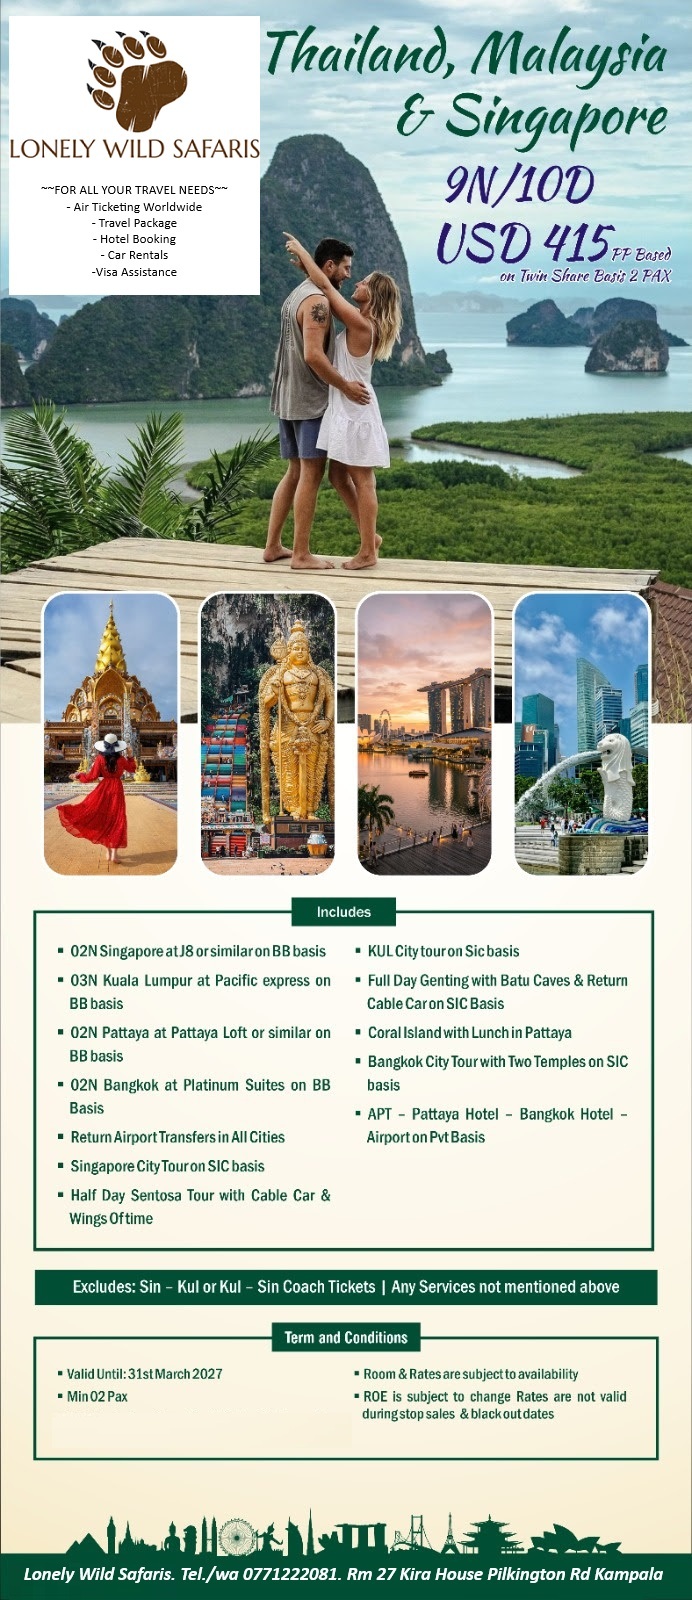 LONELY WILD SAFARIS
~~FOR ALL YOUR TRAVEL NEEDS~~
- Air Ticketing Worldwide
- Travel Package
- Hotel Booking
- Car Rentals
-Visa Assistance
Thailand, Malaysia
& Singapore
9N/10D
USD 415 PP Based
on Twin Share Basis 2 PAX
Includes
▪ 02N Singapore at J8 or similar on BB basis
▪ 03N Kuala Lumpur at Pacific express on
BB basis
▪ 02N Pattaya at Pattaya Loft or similar on
BB basis
▪ 02N Bangkok at Platinum Suites on BB
Basis
▪ Return Airport Transfers in All Cities
▪ Singapore City Tour on SIC basis
▪ Half Day Sentosa Tour with Cable Car &
Wings Of time
▪ KUL City tour on Sic basis
▪ Full Day Genting with Batu Caves & Return
Cable Car on SIC Basis
▪ Coral Island with Lunch in Pattaya
▪ Bangkok City Tour with Two Temples on SIC
basis
▪ APT – Pattaya Hotel – Bangkok Hotel –
Airport on Pvt Basis
Excludes: Sin – Kul or Kul – Sin Coach Tickets | Any Services not mentioned above
Term and Conditions
▪ Valid Until: 31st March 2027
▪ Min 02 Pax
▪ Room & Rates are subject to availability
▪ ROE is subject to change Rates are not valid
during stop sales & black out dates
Lonely Wild Safaris. Tel./wa 0771222081. Rm 27 Kira House Pilkington Rd Kampala